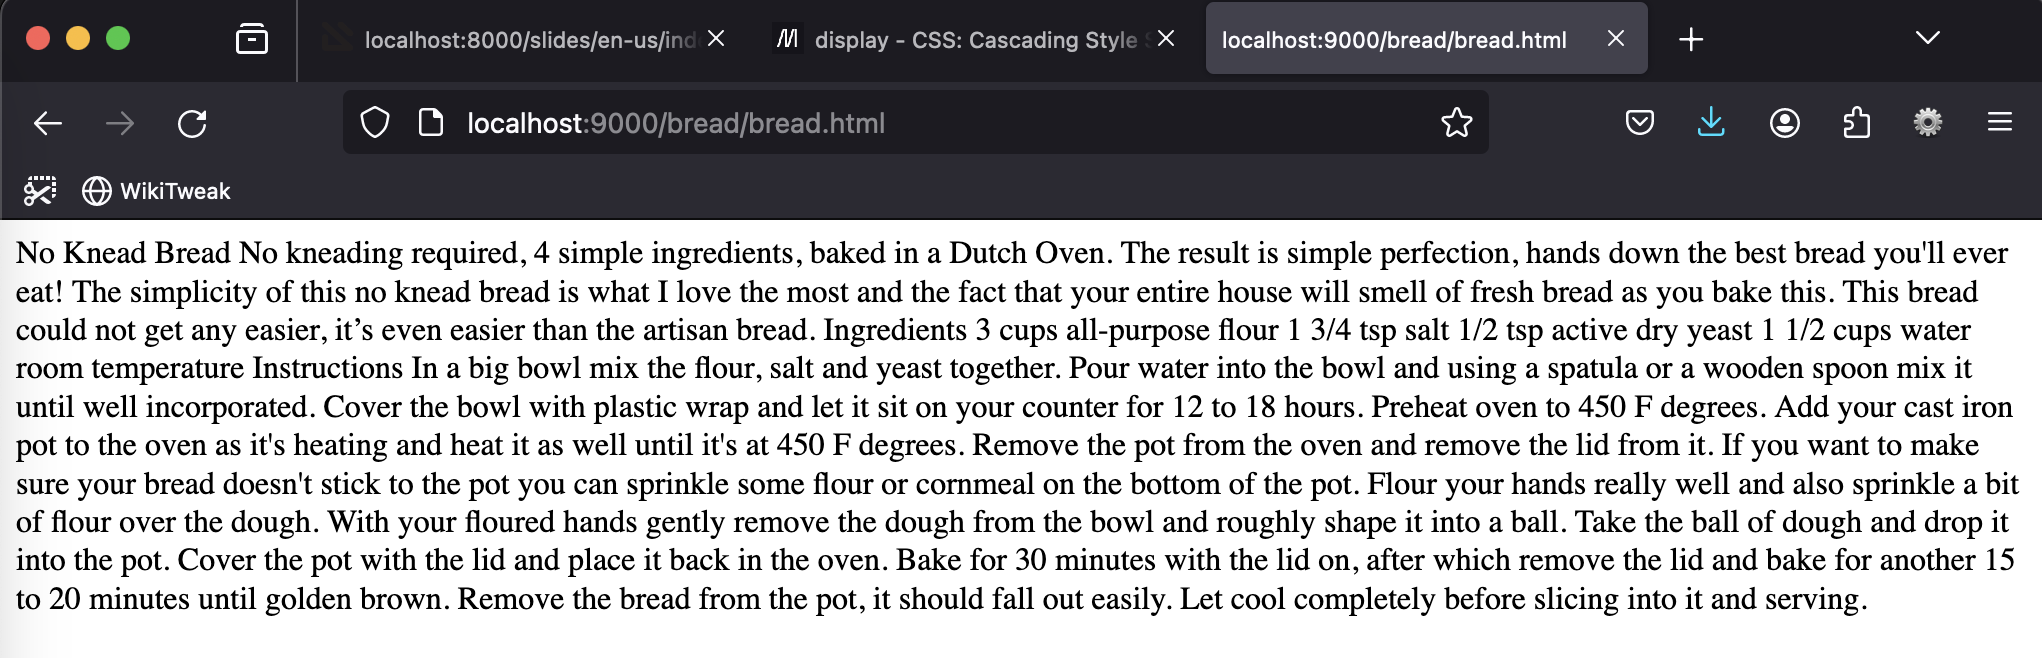 localhost:8000/slides/en-us/ind
display - CSS: Cascading Style
localhost:9000/bread/bread.html
localhost:9000/bread/bread.html
WikiTweak
No Knead Bread No kneading required, 4 simple ingredients, baked in a Dutch Oven. The result is simple perfection, hands down the best bread you'll ever
eat! The simplicity of this no knead bread is what I love the most and the fact that your entire house will smell of fresh bread as you bake this. This bread
could not get any easier, it’s even easier than the artisan bread. Ingredients 3 cups all-purpose flour 1 3/4 tsp salt 1/2 tsp active dry yeast 1 1/2 cups water
room temperature Instructions In a big bowl mix the flour, salt and yeast together. Pour water into the bowl and using a spatula or a wooden spoon mix it
until well incorporated. Cover the bowl with plastic wrap and let it sit on your counter for 12 to 18 hours. Preheat oven to 450 F degrees. Add your cast iron
pot to the oven as it's heating and heat it as well until it's at 450 F degrees. Remove the pot from the oven and remove the lid from it. If you want to make
sure your bread doesn't stick to the pot you can sprinkle some flour or cornmeal on the bottom of the pot. Flour your hands really well and also sprinkle a bit
of flour over the dough. With your floured hands gently remove the dough from the bowl and roughly shape it into a ball. Take the ball of dough and drop it
into the pot. Cover the pot with the lid and place it back in the oven. Bake for 30 minutes with the lid on, after which remove the lid and bake for another 15
to 20 minutes until golden brown. Remove the bread from the pot, it should fall out easily. Let cool completely before slicing into it and serving.